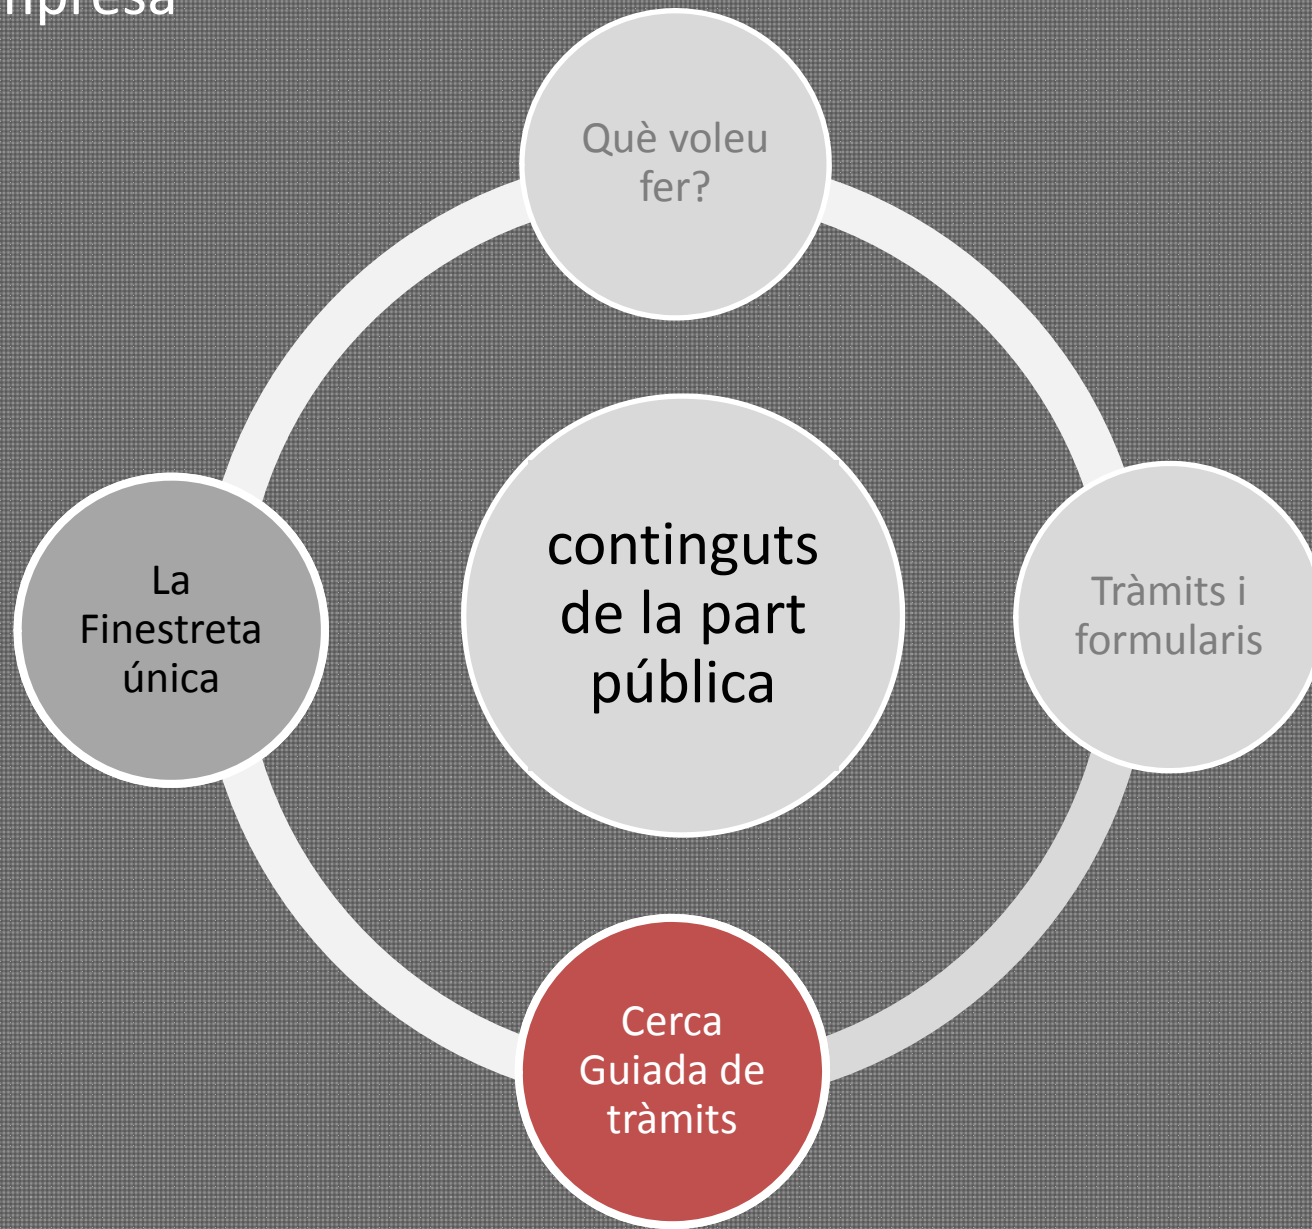 Què voleu
fer?
continguts
de la part
pública
La
Finestreta
única
Tràmits i
formularis
Cerca
Guiada de
tràmits